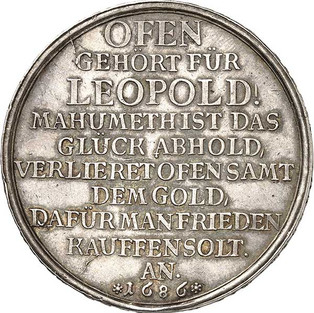 OFEN
GEHÖRT FÜR
LEOPOLD!
MAHUMETH IST DAS
GLÜCK ABHOLD,
VERLIERET OFEN SAMT
DEM GOLD,
DAFÜR MAN FRIEDEN
KAUFFEN SOLT.
AN.
*1686*